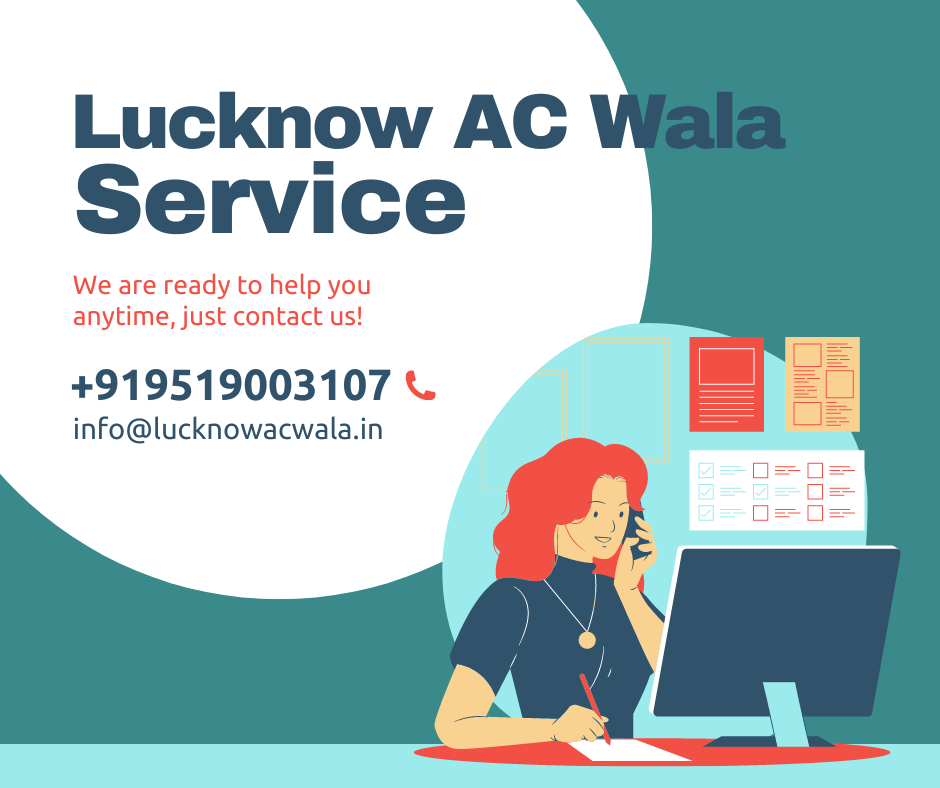 Lucknow AC Wala
Service
We are ready to help you
anytime, just contact us!
+919519003107
info@lucknowacwala.in